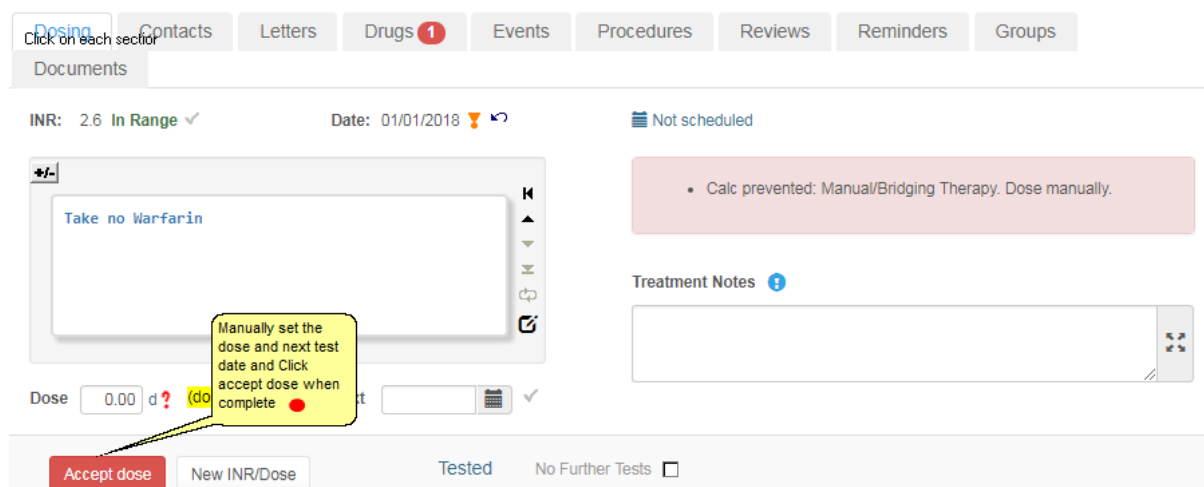 Dosing Contacts Letters Drugs 1 Events Procedures Reviews Reminders Groups
Click on each section
Documents
INR: 2.6 In Range Date: 01/01/2018 Not scheduled
+/-
Take no Warfarin
Calc prevented: Manual/Bridging Therapy. Dose manually.
Treatment Notes
Manually set the
dose and next test
date and Click
accept dose when
complete
Dose 0.00 d ? (do xt
Accept dose New INR/Dose Tested No Further Tests